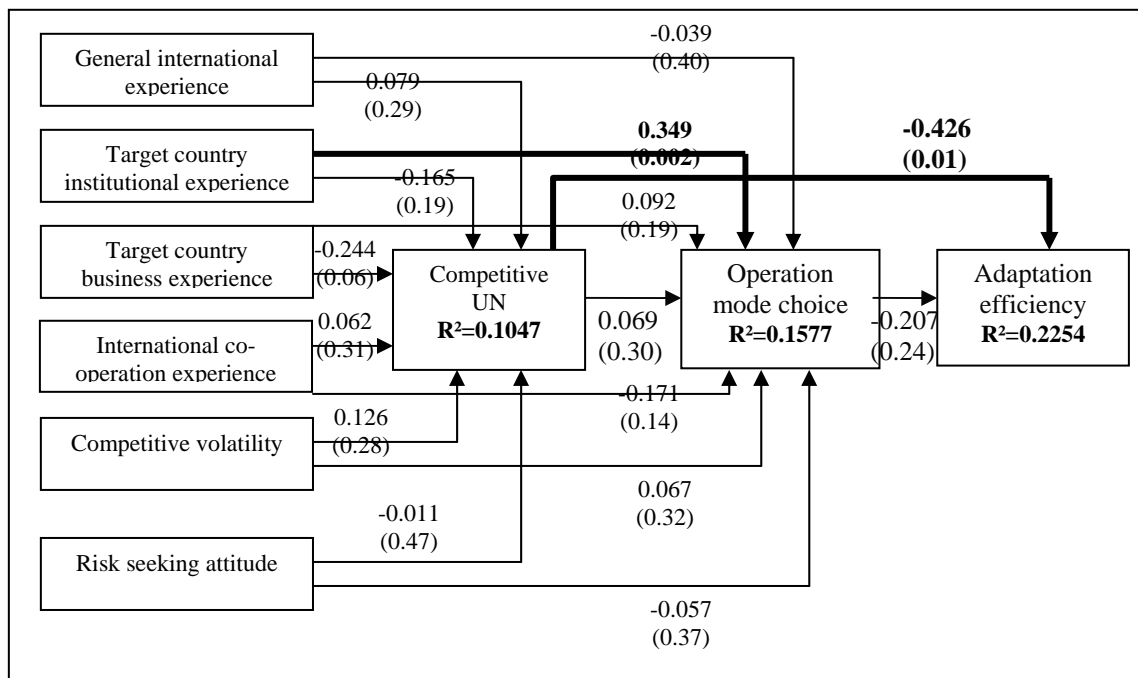 General international
experience
-0.039
(0.40)
0.079
(0.29)
Target country
institutional experience
0.349
(0.002)
-0.426
(0.01)
-0.165
(0.19)
0.092
(0.19)
Target country
business experience
-0.244
(0.06)
Competitive
UN
R²=0.1047
Operation
mode choice
R²=0.1577
Adaptation
efficiency
R²=0.2254
0.069
(0.30)
-0.207
(0.24)
International co-
operation experience
0.062
(0.31)
-0.171
(0.14)
Competitive volatility
0.126
(0.28)
0.067
(0.32)
Risk seeking attitude
-0.011
(0.47)
-0.057
(0.37)